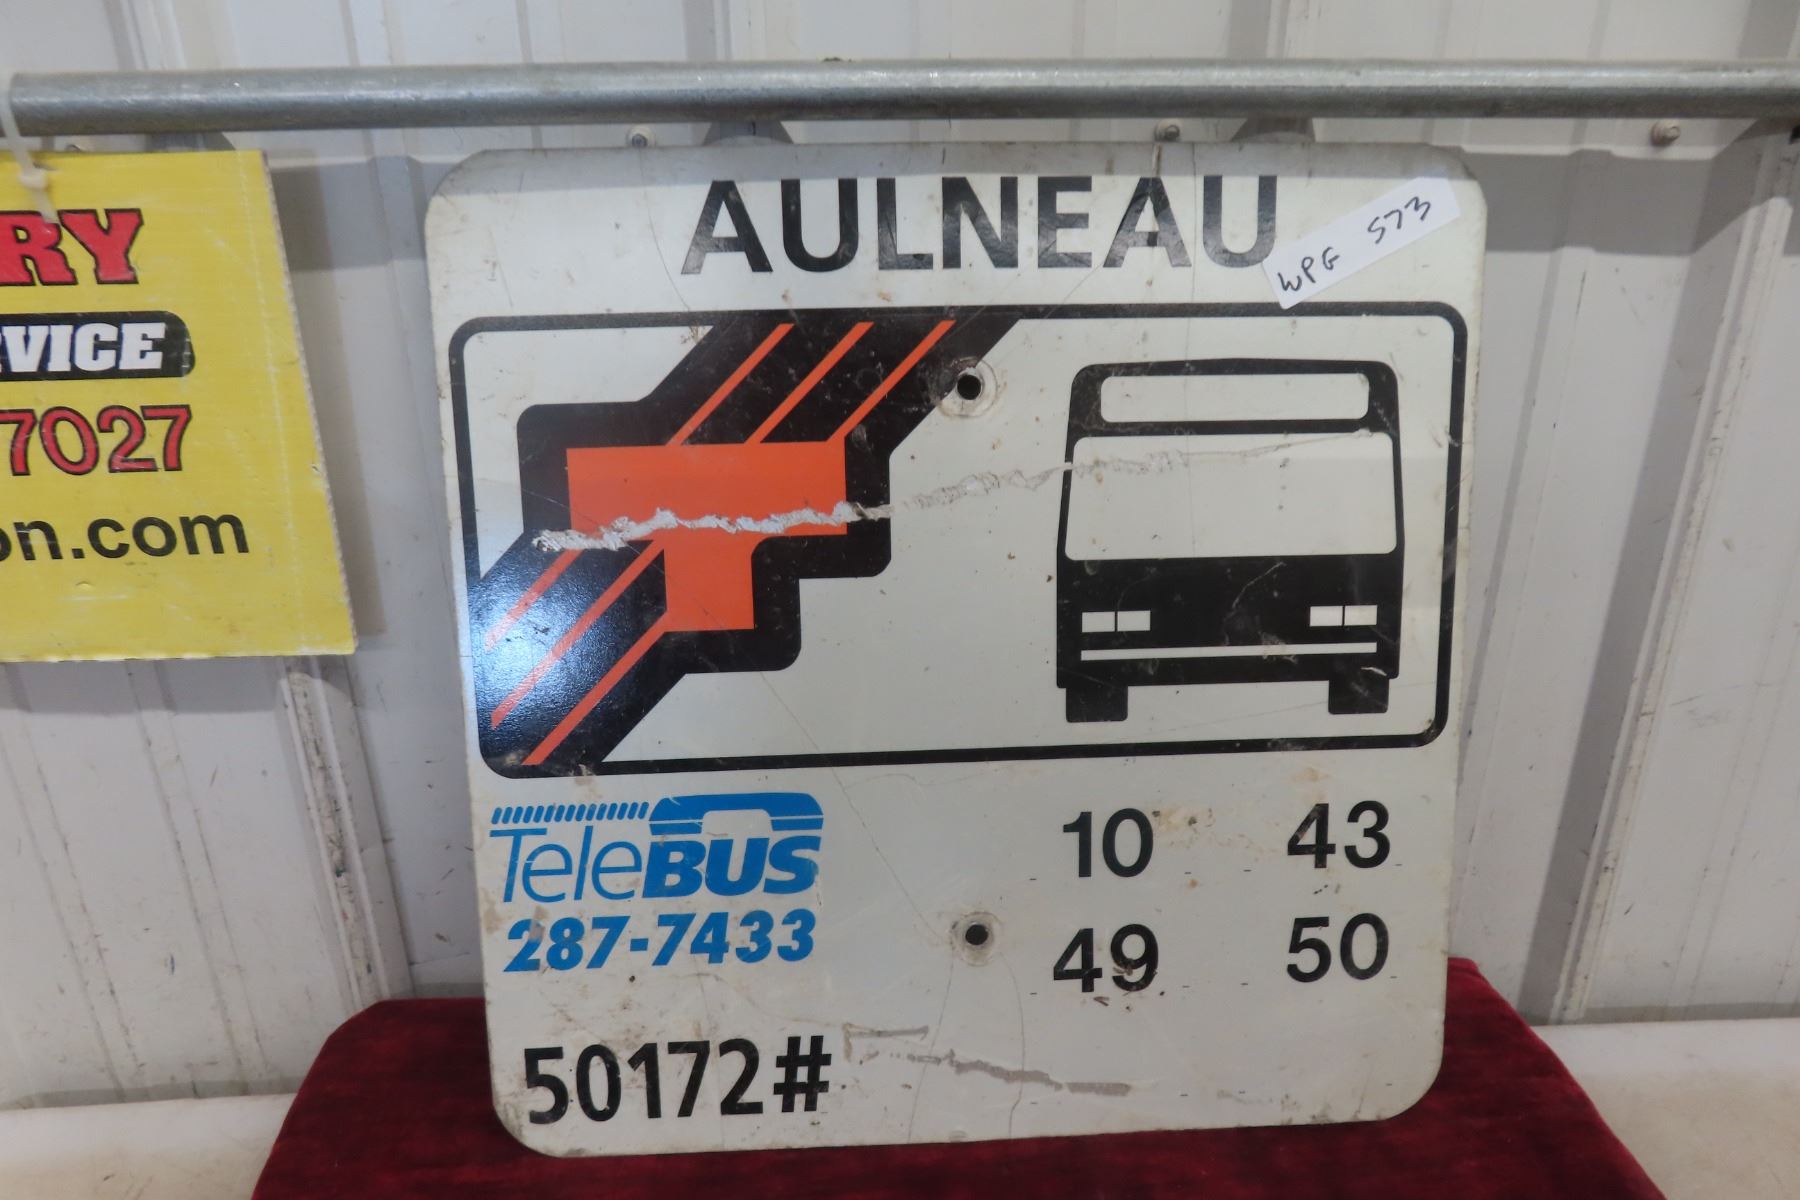 AULNEAU
WPG 573
TeleBUS
287-7433
10 43
49 50
50172#
RY
VICE
7027
on.com